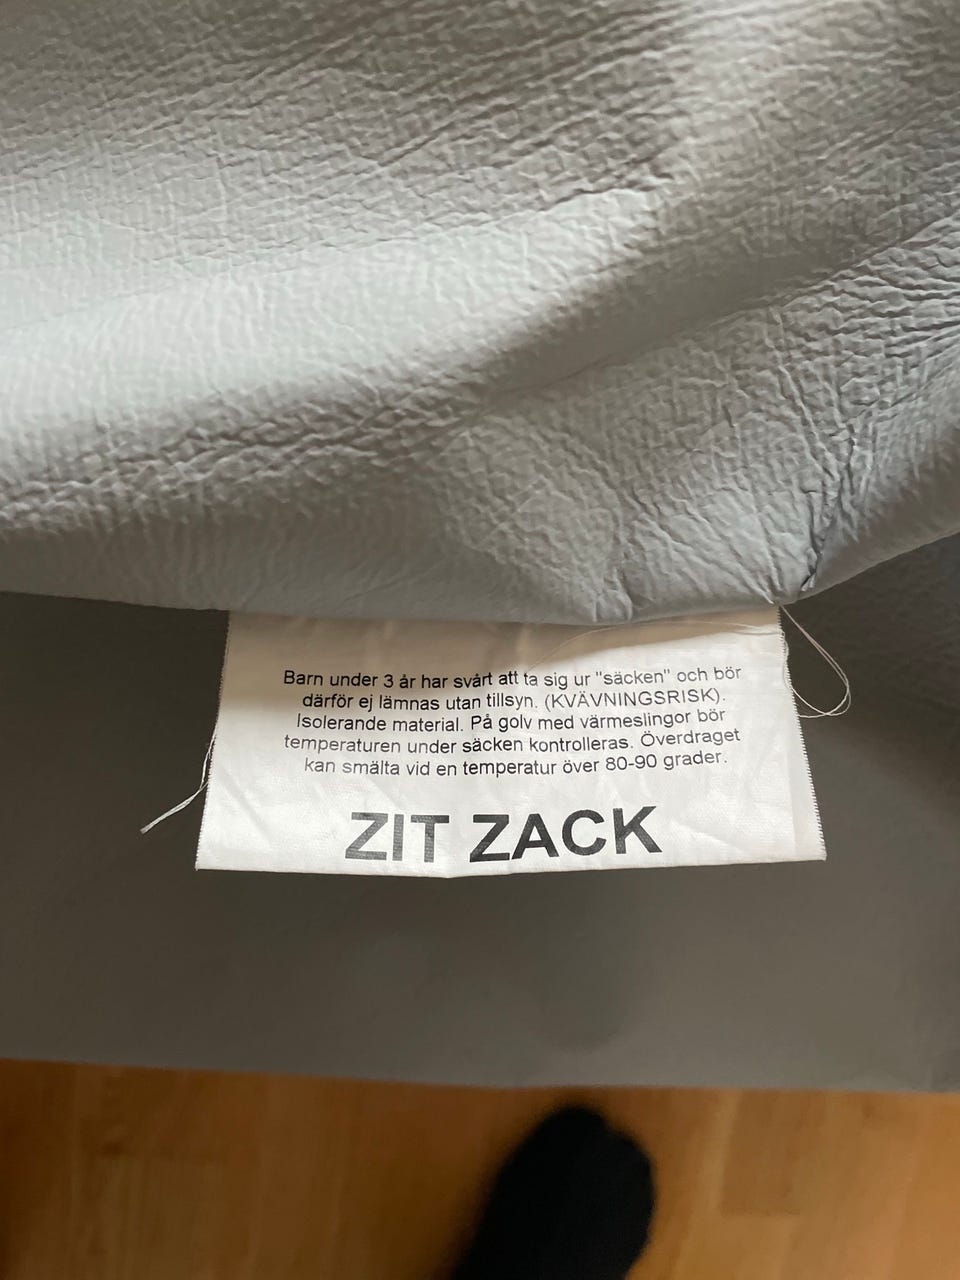 Barn under 3 år har svårt att ta sig ur "säcken" och bör
därför ej lämnas utan tillsyn. (KVÄVNINGSRISK).
Isolerande material. På golv med värmeslingor bör
temperaturen under säcken kontrolleras. Överdraget
kan smälta vid en temperatur över 80-90 grader.
ZIT ZACK